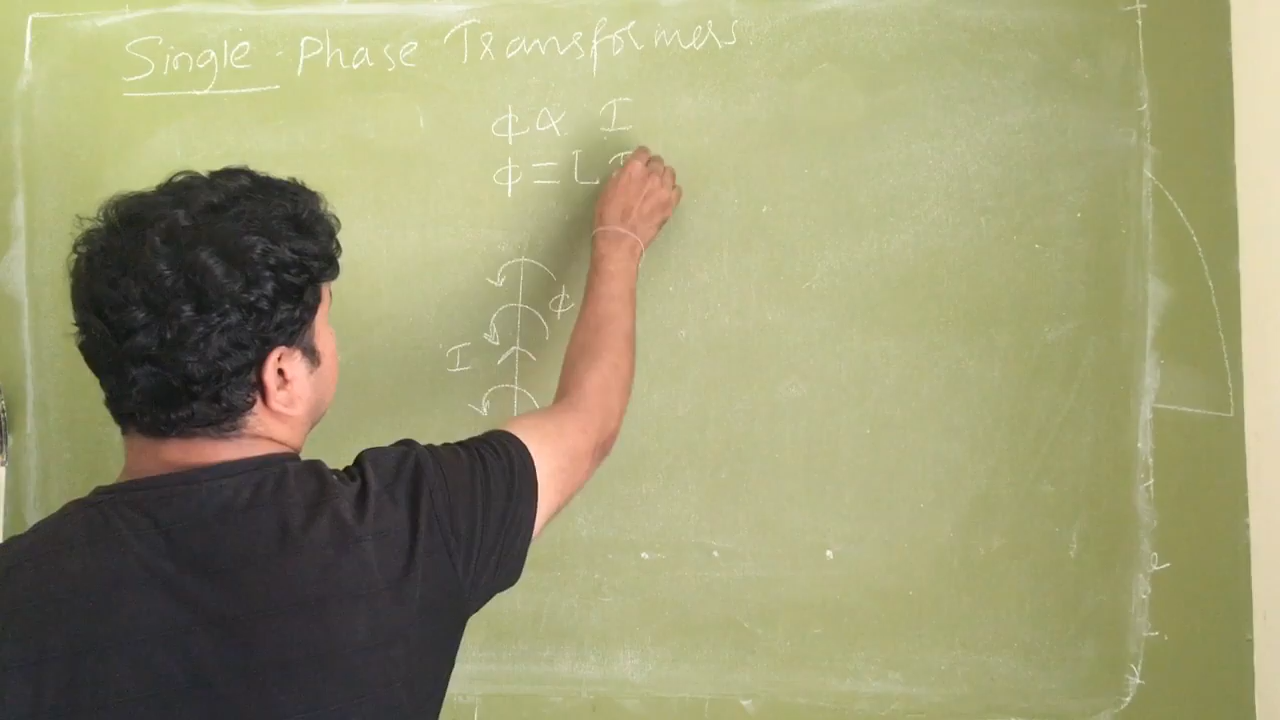 Single-Phase Transformers.
ϕ α I
ϕ = L I
ϕ
I